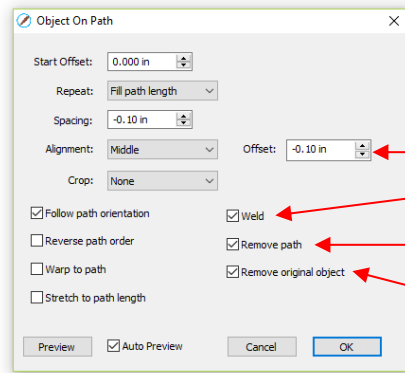 Object On Path
Start Offset: 0.000 in
Repeat: Fill path length
Spacing: -0.10 in
Alignment: Middle Offset: -0.10 in
Crop: None
Follow path orientation Weld
Reverse path order Remove path
Warp to path Remove original object
Stretch to path length
Preview Auto Preview Cancel OK